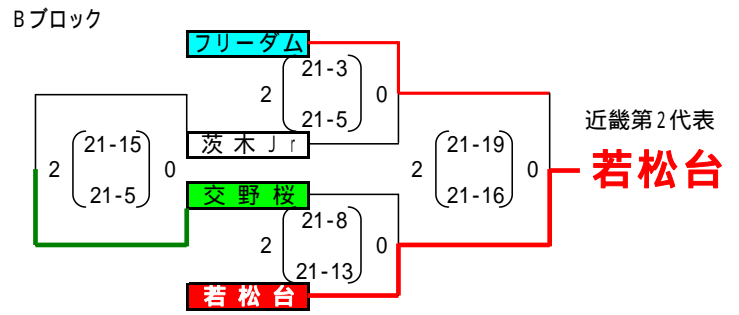 Bブロック
フリーダム
21-3
2 0
21-5
茨木Jr
21-15
2 0
21-5
交野桜
21-8
2 0
21-13
若松台
21-19
2 0
21-16
近畿第2代表
若松台